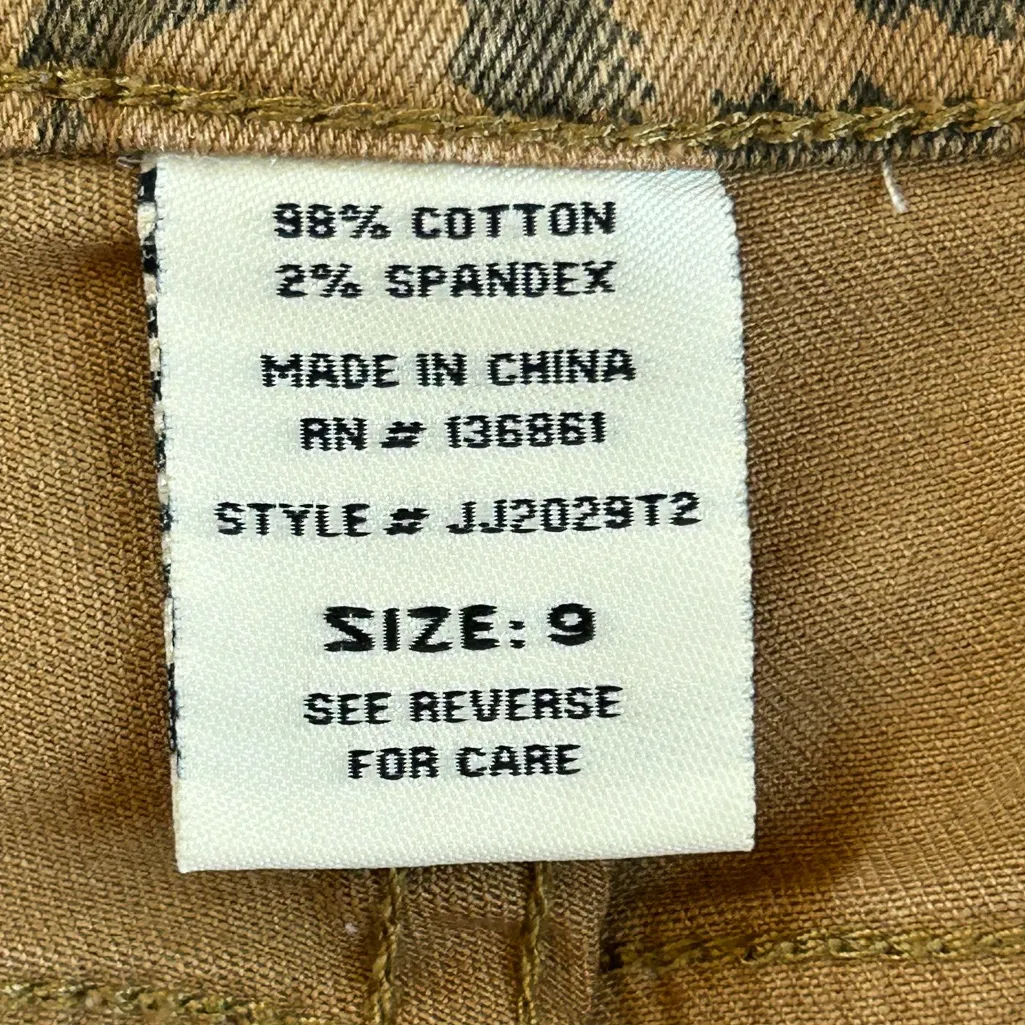 98% COTTON
2% SPANDEX
MADE IN CHINA
RN # 136861
STYLE # JJ2029T2
SIZE: 9
SEE REVERSE
FOR CARE